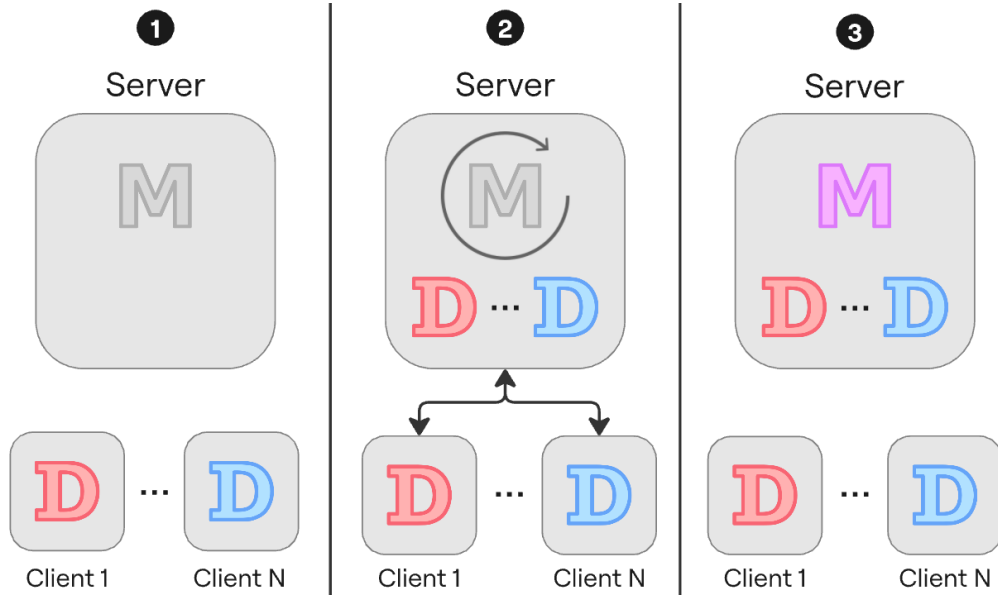 1
Server
M
D ... D
Client 1 Client N
2
Server
M
D ... D
D ... D
Client 1 Client N
3
Server
M
D ... D
D ... D
Client 1 Client N